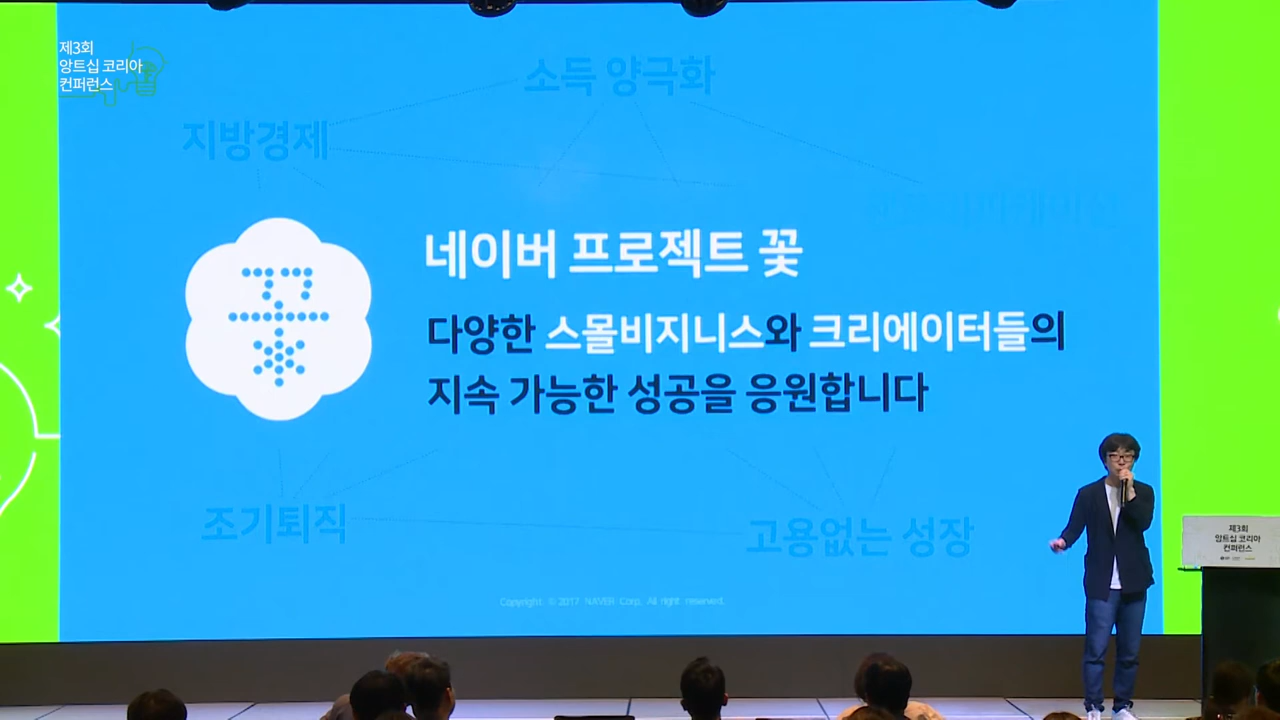 제3회
앙트십 코리아
컨퍼런스
소득 양극화
지방경제
꽃
네이버 프로젝트 꽃
다양한 스몰비지니스와 크리에이터들의
지속 가능한 성공을 응원합니다
조기퇴직
고용없는 성장
Copyright © 2017 NAVER Corp. All right reserved.
제3회
앙트십 코리아
컨퍼런스